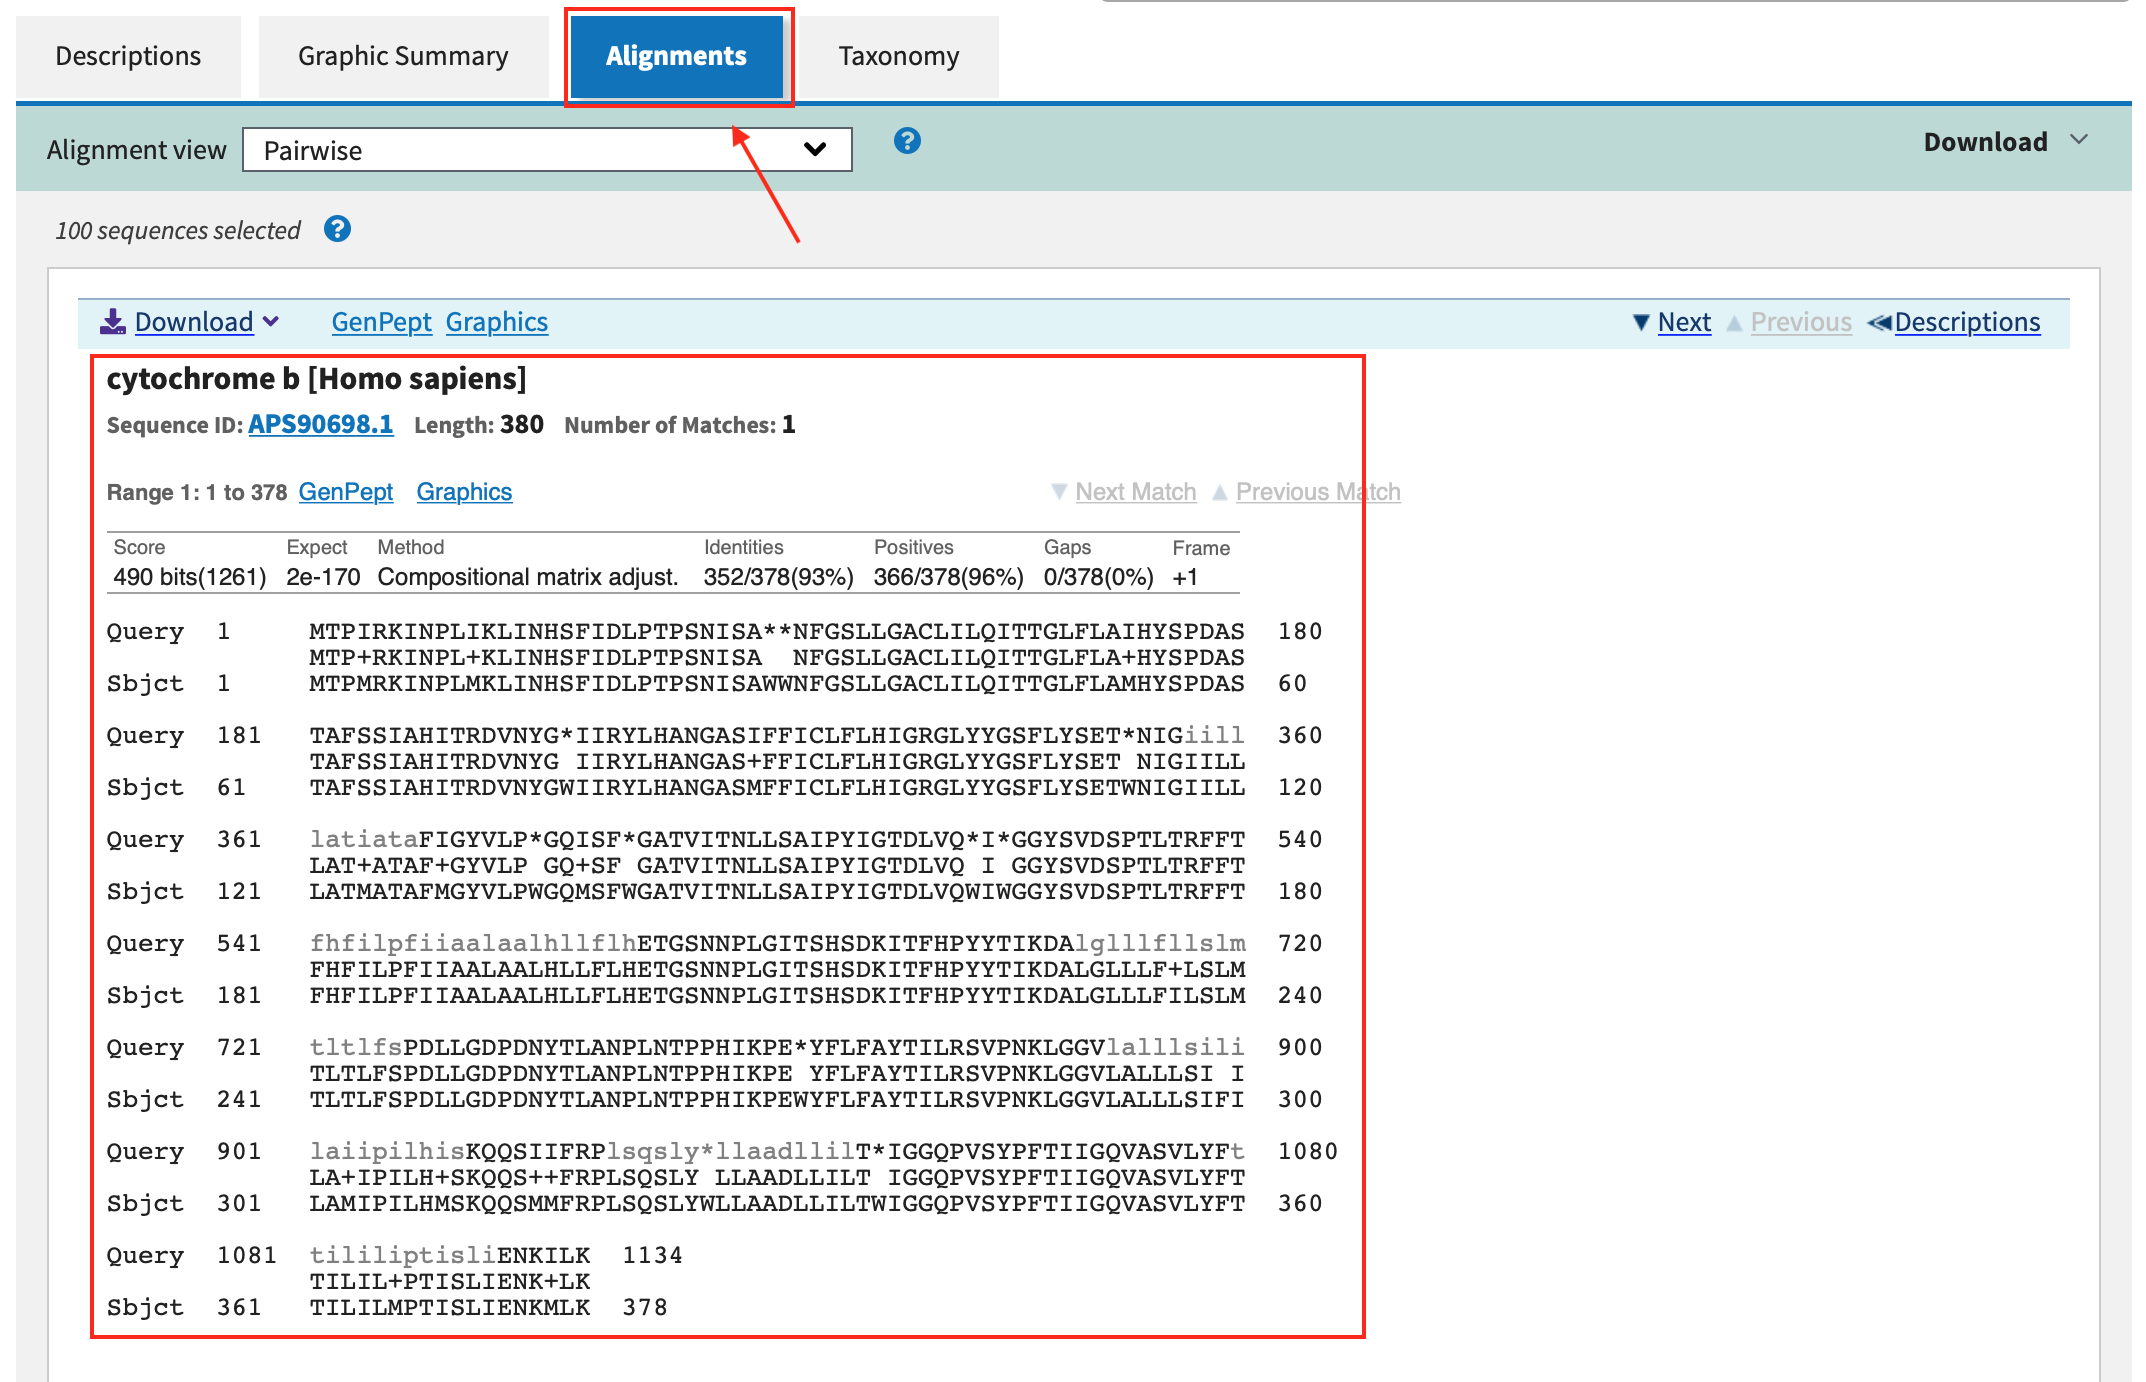 Descriptions Graphic Summary Alignments Taxonomy
Alignment view Pairwise ? Download
100 sequences selected ?
Download GenPept Graphics Next Previous Descriptions
cytochrome b [Homo sapiens]
Sequence ID: APS90698.1 Length: 380 Number of Matches: 1
Range 1: 1 to 378 GenPept Graphics Next Match Previous Match
Score Expect Method Identities Positives Gaps Frame
490 bits(1261) 2e-170 Compositional matrix adjust. 352/378(93%) 366/378(96%) 0/378(0%) +1
Query 1 MTPIRKINPLIKLINHSFIDLPTPSNISA**NFGSLLGACLILQITTGLFLAIHYSPDAS 180
MTP+RKINPL+KLINHSFIDLPTPSNISA  NFGSLLGACLILQITTGLFLA+HYSPDAS
Sbjct 1 MTPMRKINPLMKLINHSFIDLPTPSNISAWWNFGSLLGACLILQITTGLFLAMHYSPDAS 60
Query 181 TAFSSIAHITRDVNYG*IIRYLHANGASIFFICLFLHIGRGLYYGSFLYSET*NIGiill 360
TAFSSIAHITRDVNYG IIRYLHANGAS+FFICLFLHIGRGLYYGSFLYSET NIGIILL
Sbjct 61 TAFSSIAHITRDVNYGWIIRYLHANGASMFFICLFLHIGRGLYYGSFLYSETWNIGIILL 120
Query 361 latiataFIGYVLP*GQISF*GATVITNLLSAIPYIGTDLVQ*I*GGYSVDSPTLTRFFT 540
LAT+ATAF+GYVLP GQ+SF GATVITNLLSAIPYIGTDLVQ I GGYSVDSPTLTRFFT
Sbjct 121 LATMATAFMGYVLPWGQMSFWGATVITNLLSAIPYIGTDLVQWIWGGYSVDSPTLTRFFT 180
Query 541 fhfilpfiiaalaalhllflhETGSNNPLGITSHSDKITFHPYYTIKDAlglllfllslm 720
FHFILPFIIAALAALHLLFLHETGSNNPLGITSHSDKITFHPYYTIKDALGLLLF+LSLM
Sbjct 181 FHFILPFIIAALAALHLLFLHETGSNNPLGITSHSDKITFHPYYTIKDALGLLLFILSLM 240
Query 721 tltlfsPDLLGDPDNYTLANPLNTPPHIKPE*YFLFAYTILRSVPNKLGGVlalllsili 900
TLTLFSPDLLGDPDNYTLANPLNTPPHIKPE YFLFAYTILRSVPNKLGGVLALLLSI I
Sbjct 241 TLTLFSPDLLGDPDNYTLANPLNTPPHIKPEWYFLFAYTILRSVPNKLGGVLALLLSIFI 300
Query 901 laiipilhisKQQSIIFRPlsqsly*llaadllilT*IGGQPVSYPFTIIGQVASVLYFt 1080
LA+IPILH+SKQQS++FRPLSQSLY LLAADLLILT IGGQPVSYPFTIIGQVASVLYFT
Sbjct 301 LAMIPILHMSKQQSMMFRPLSQSLYWLLAADLLILTWIGGQPVSYPFTIIGQVASVLYFT 360
Query 1081 tililiptisliENKILK 1134
TILIL+PTISLIENK+LK
Sbjct 361 TILILMPTISLIENKMLK 378